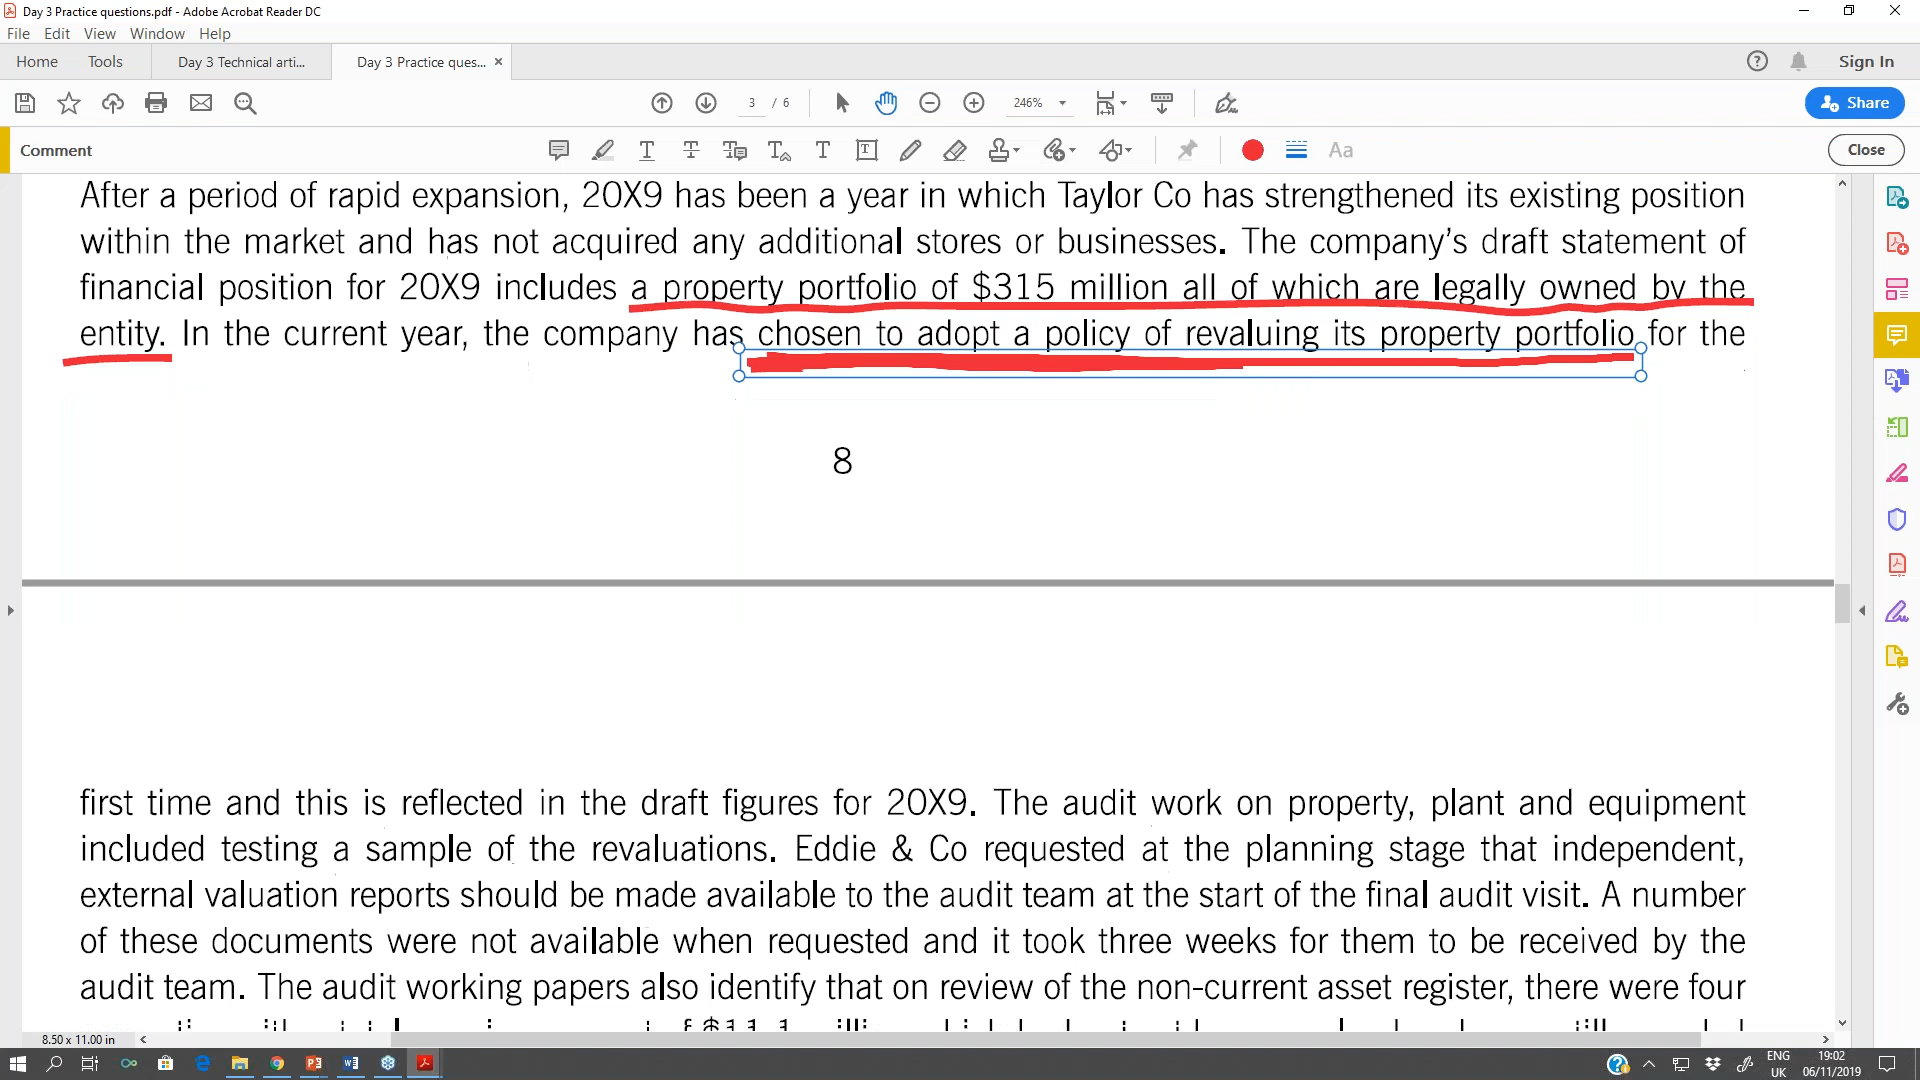 Day 3 Practice questions.pdf - Adobe Acrobat Reader DC
File Edit View Window Help
Home Tools Day 3 Technical arti... Day 3 Practice ques... × Sign In
3 / 6 246% Share
Comment Aa Close
After a period of rapid expansion, 20X9 has been a year in which Taylor Co has strengthened its existing position
within the market and has not acquired any additional stores or businesses. The company's draft statement of
financial position for 20X9 includes a property portfolio of $315 million all of which are legally owned by the
entity. In the current year, the company has chosen to adopt a policy of revaluing its property portfolio for the
8
first time and this is reflected in the draft figures for 20X9. The audit work on property, plant and equipment
included testing a sample of the revaluations. Eddie & Co requested at the planning stage that independent,
external valuation reports should be made available to the audit team at the start of the final audit visit. A number
of these documents were not available when requested and it took three weeks for them to be received by the
audit team. The audit working papers also identify that on review of the non-current asset register, there were four
8.50 x 11.00 in
ENG 19:02
UK 06/11/2019